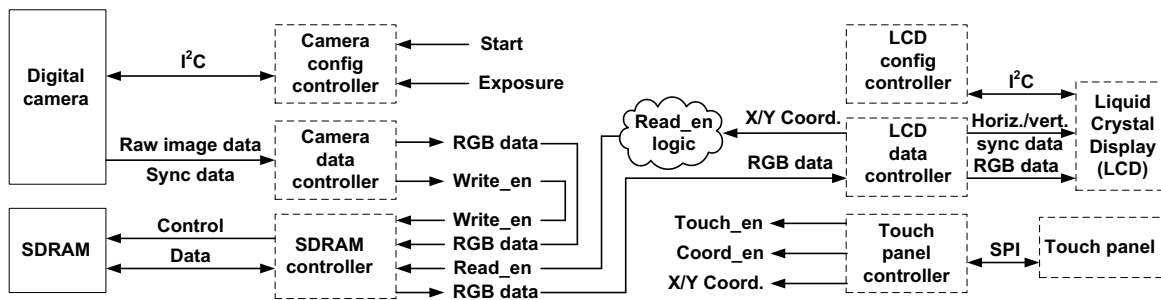 Digital
camera
I²C
Camera
config
controller
Start
Exposure
Raw image data
Sync data
Camera
data
controller
RGB data
Write_en
SDRAM
Control
Data
SDRAM
controller
Write_en
RGB data
Read_en
RGB data
Read_en
logic
X/Y Coord.
RGB data
LCD
config
controller
I²C
LCD
data
controller
Horiz./vert.
sync data
RGB data
Liquid
Crystal
Display
(LCD)
Touch_en
Coord_en
X/Y Coord.
Touch
panel
controller
SPI
Touch panel